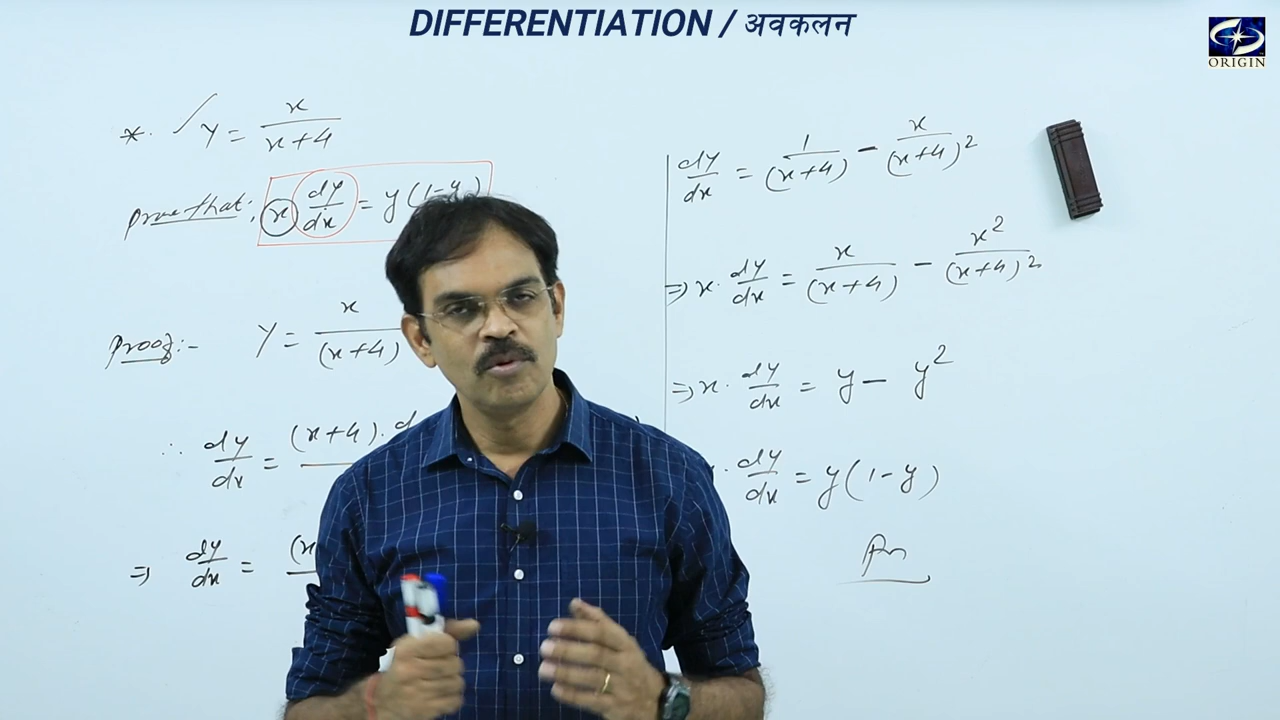 DIFFERENTIATION / अवकलन
ORIGIN
*. ✓ y = x/(x+4)
Prove that:, x dy/dx = y(1-y)
Proof:- y = x/(x+4)
∴ dy/dx = (x+4). d
⇒ dy/dx = (x
dy/dx = 1/(x+4) - x/(x+4)²
⇒ x. dy/dx = x/(x+4) - x²/(x+4)²
⇒ x. dy/dx = y - y²
. dy/dx = y(1-y)